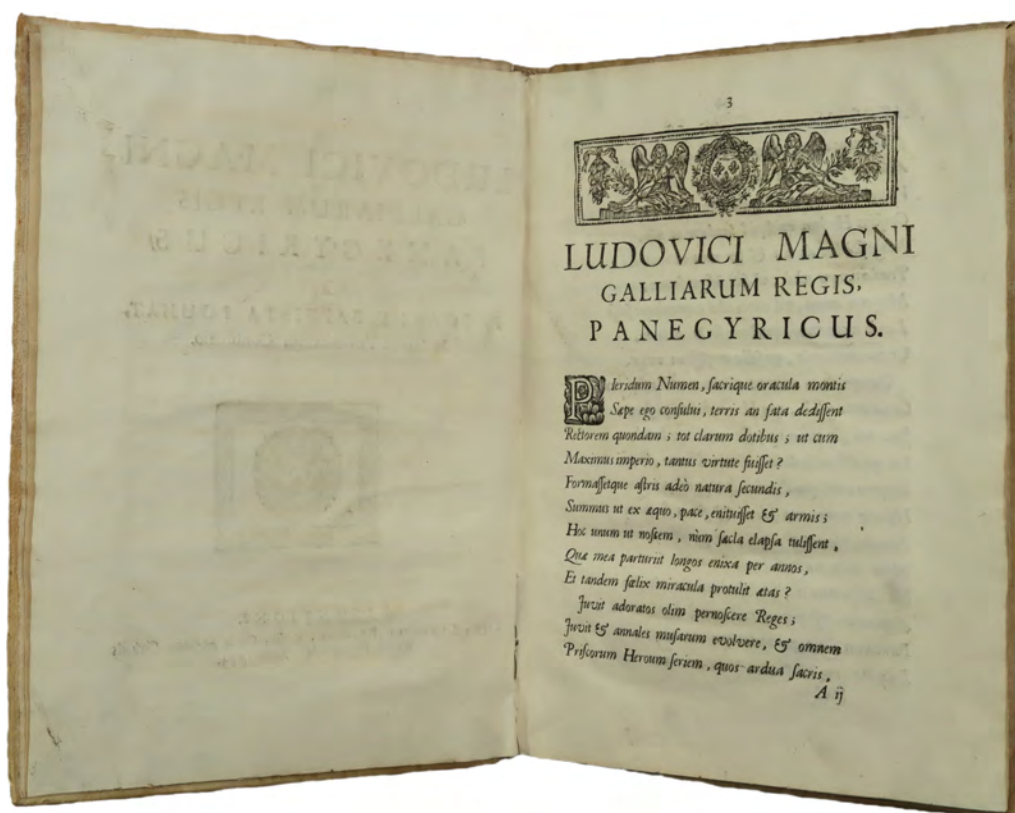 3
LUDOVICI MAGNI
GALLIARUM REGIS,
PANEGYRICUS.
Pieridum Numen, sacrique oracula montis
Sæpe ego consului, terris an fata dedissent
Rectorem quondam ; tot clarum dotibus ; ut cum
Maximus imperio, tantus virtute fuisset ?
Formassetque astris adeò natura secundis,
Summus ut ex æquo, pace, enituisset & armis ;
Hoc unum ut noscem, nùm sæcla elapsa tulissent,
Quæ mea parturiit longos enixa per annos,
Et tandem fælix miracula protulit ætas ?
Juvit adoratos olim pernoscere Reges ;
Juvit & annales musarum evolvere, & omnem
Priscorum Heroum seriem, quos ardua sacris,
A ij